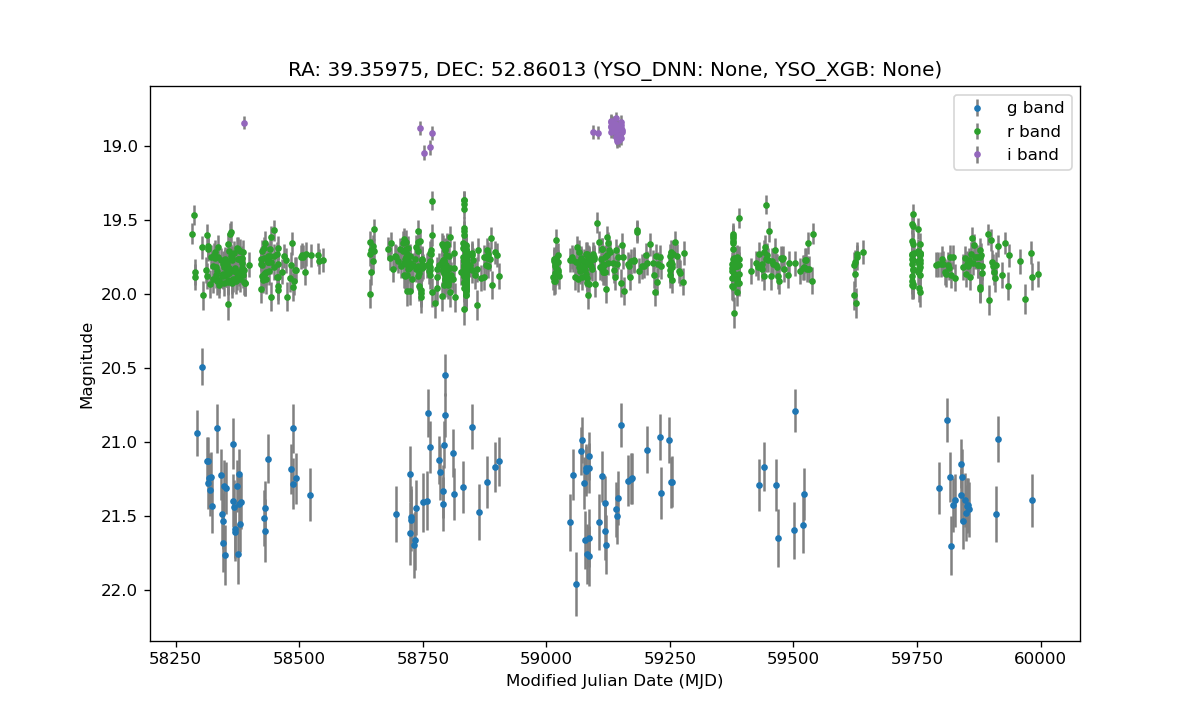 RA: 39.35975, DEC: 52.86013 (YSO_DNN: None, YSO_XGB: None)
g band
r band
i band
19.0
19.5
20.0
20.5
21.0
21.5
22.0
Magnitude
58250 58500 58750 59000 59250 59500 59750 60000
Modified Julian Date (MJD)